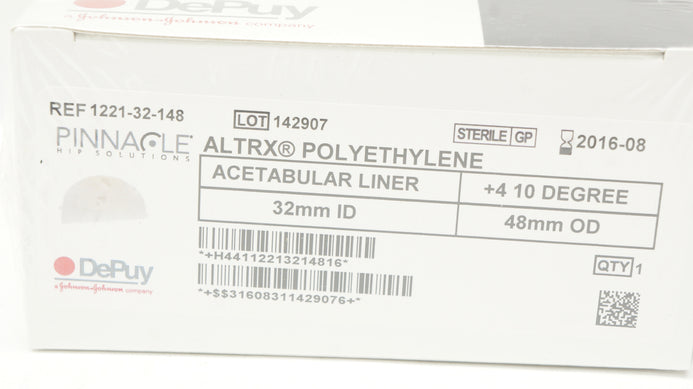 DePuy
a Johnson & Johnson company
REF 1221-32-148
LOT 142907
STERILE GP
2016-08
PINNACLE
HIP SOLUTIONS
ALTRX® POLYETHYLENE
ACETABULAR LINER
+4 10 DEGREE
32mm ID
48mm OD
*+H44112213214816*
*+$$31608311429076+*
QTY 1
DePuy
a Johnson & Johnson company